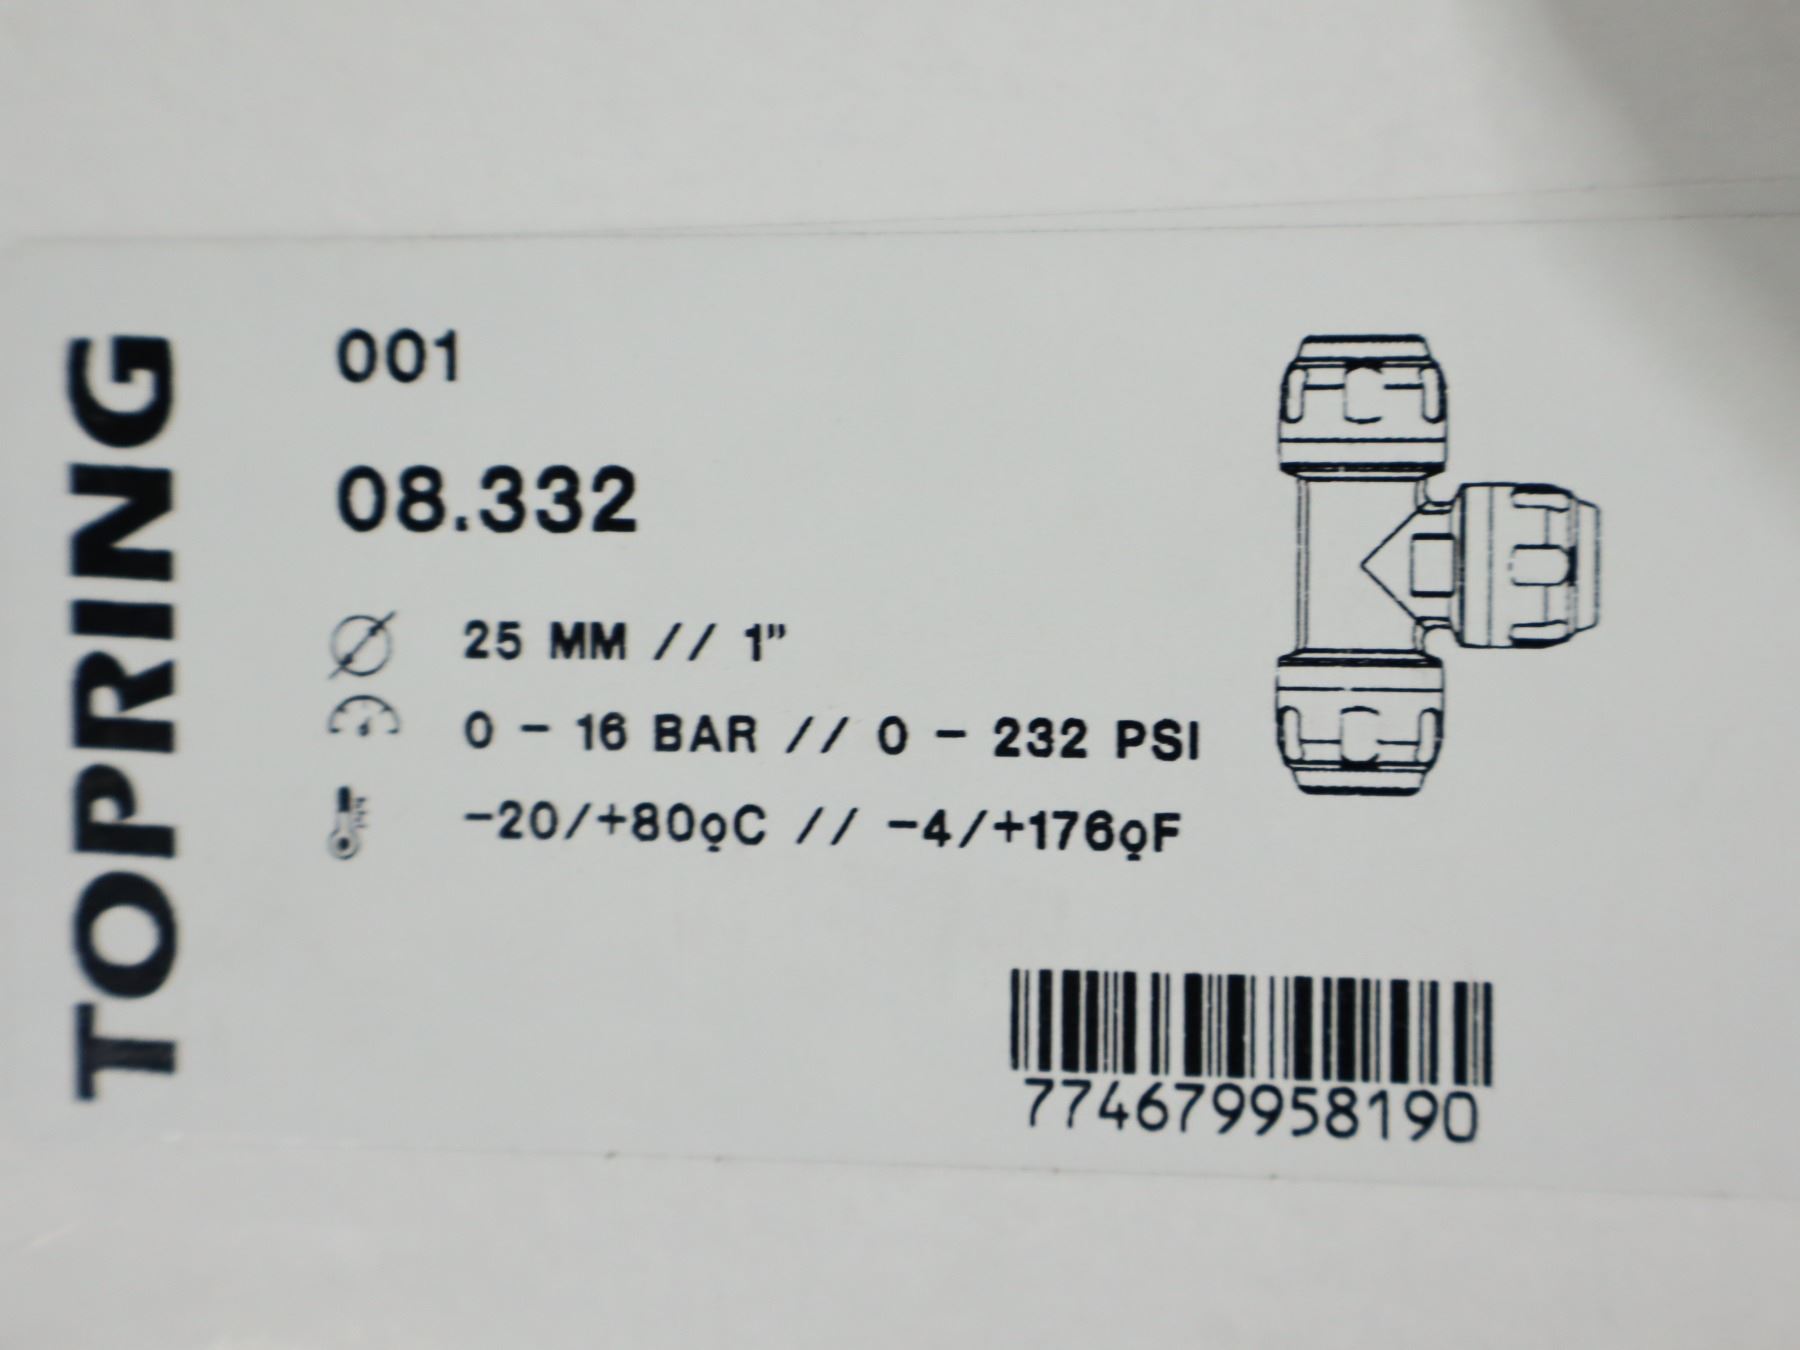 TOPRING
001
08.332
25 MM // 1"
0 - 16 BAR // 0 - 232 PSI
-20/+80ºC // -4/+176ºF
774679958190